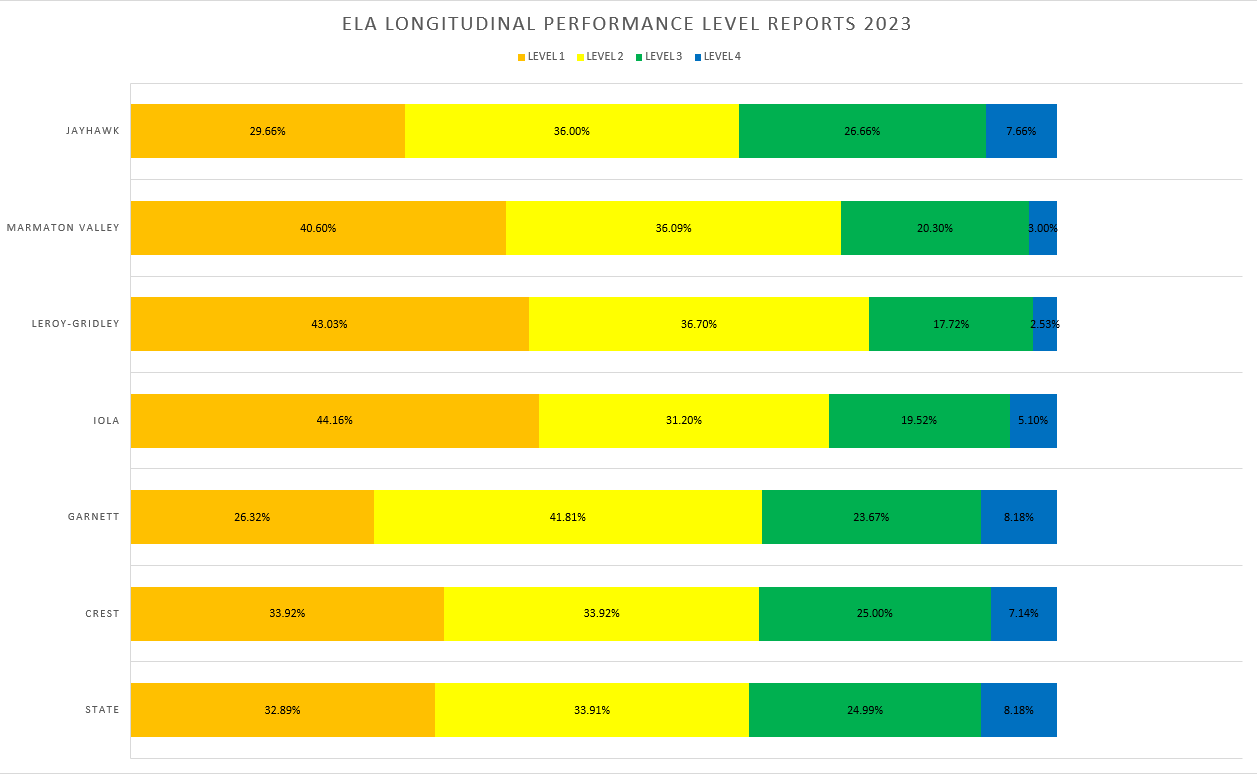 ELA LONGITUDINAL PERFORMANCE LEVEL REPORTS 2023
LEVEL 1 LEVEL 2 LEVEL 3 LEVEL 4
JAYHAWK 29.66% 36.00% 26.66% 7.66%
MARMATON VALLEY 40.60% 36.09% 20.30% 3.00%
LEROY-GRIDLEY 43.03% 36.70% 17.72% 2.53%
IOLA 44.16% 31.20% 19.52% 5.10%
GARNETT 26.32% 41.81% 23.67% 8.18%
CREST 33.92% 33.92% 25.00% 7.14%
STATE 32.89% 33.91% 24.99% 8.18%